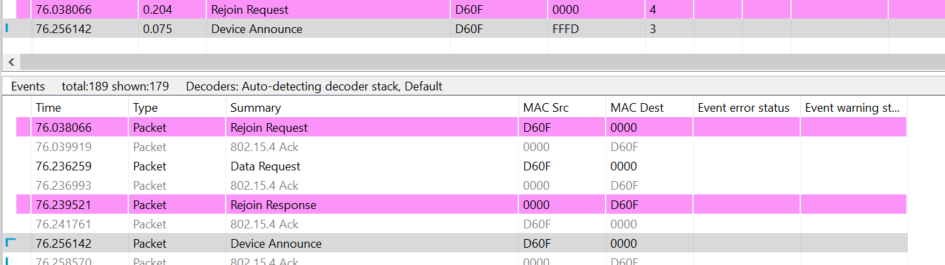 76.038066 0.204 Rejoin Request D60F 0000 4
76.256142 0.075 Device Announce D60F FFFD 3
Events total:189 shown:179 Decoders: Auto-detecting decoder stack, Default
Time Type Summary MAC Src MAC Dest Event error status Event warning st...
76.038066 Packet Rejoin Request D60F 0000
76.039919 Packet 802.15.4 Ack 0000 D60F
76.236259 Packet Data Request D60F 0000
76.236993 Packet 802.15.4 Ack 0000 D60F
76.239521 Packet Rejoin Response 0000 D60F
76.241761 Packet 802.15.4 Ack D60F 0000
76.256142 Packet Device Announce D60F 0000
76.258570 Packet 802.15.4 Ack 0000 D60F